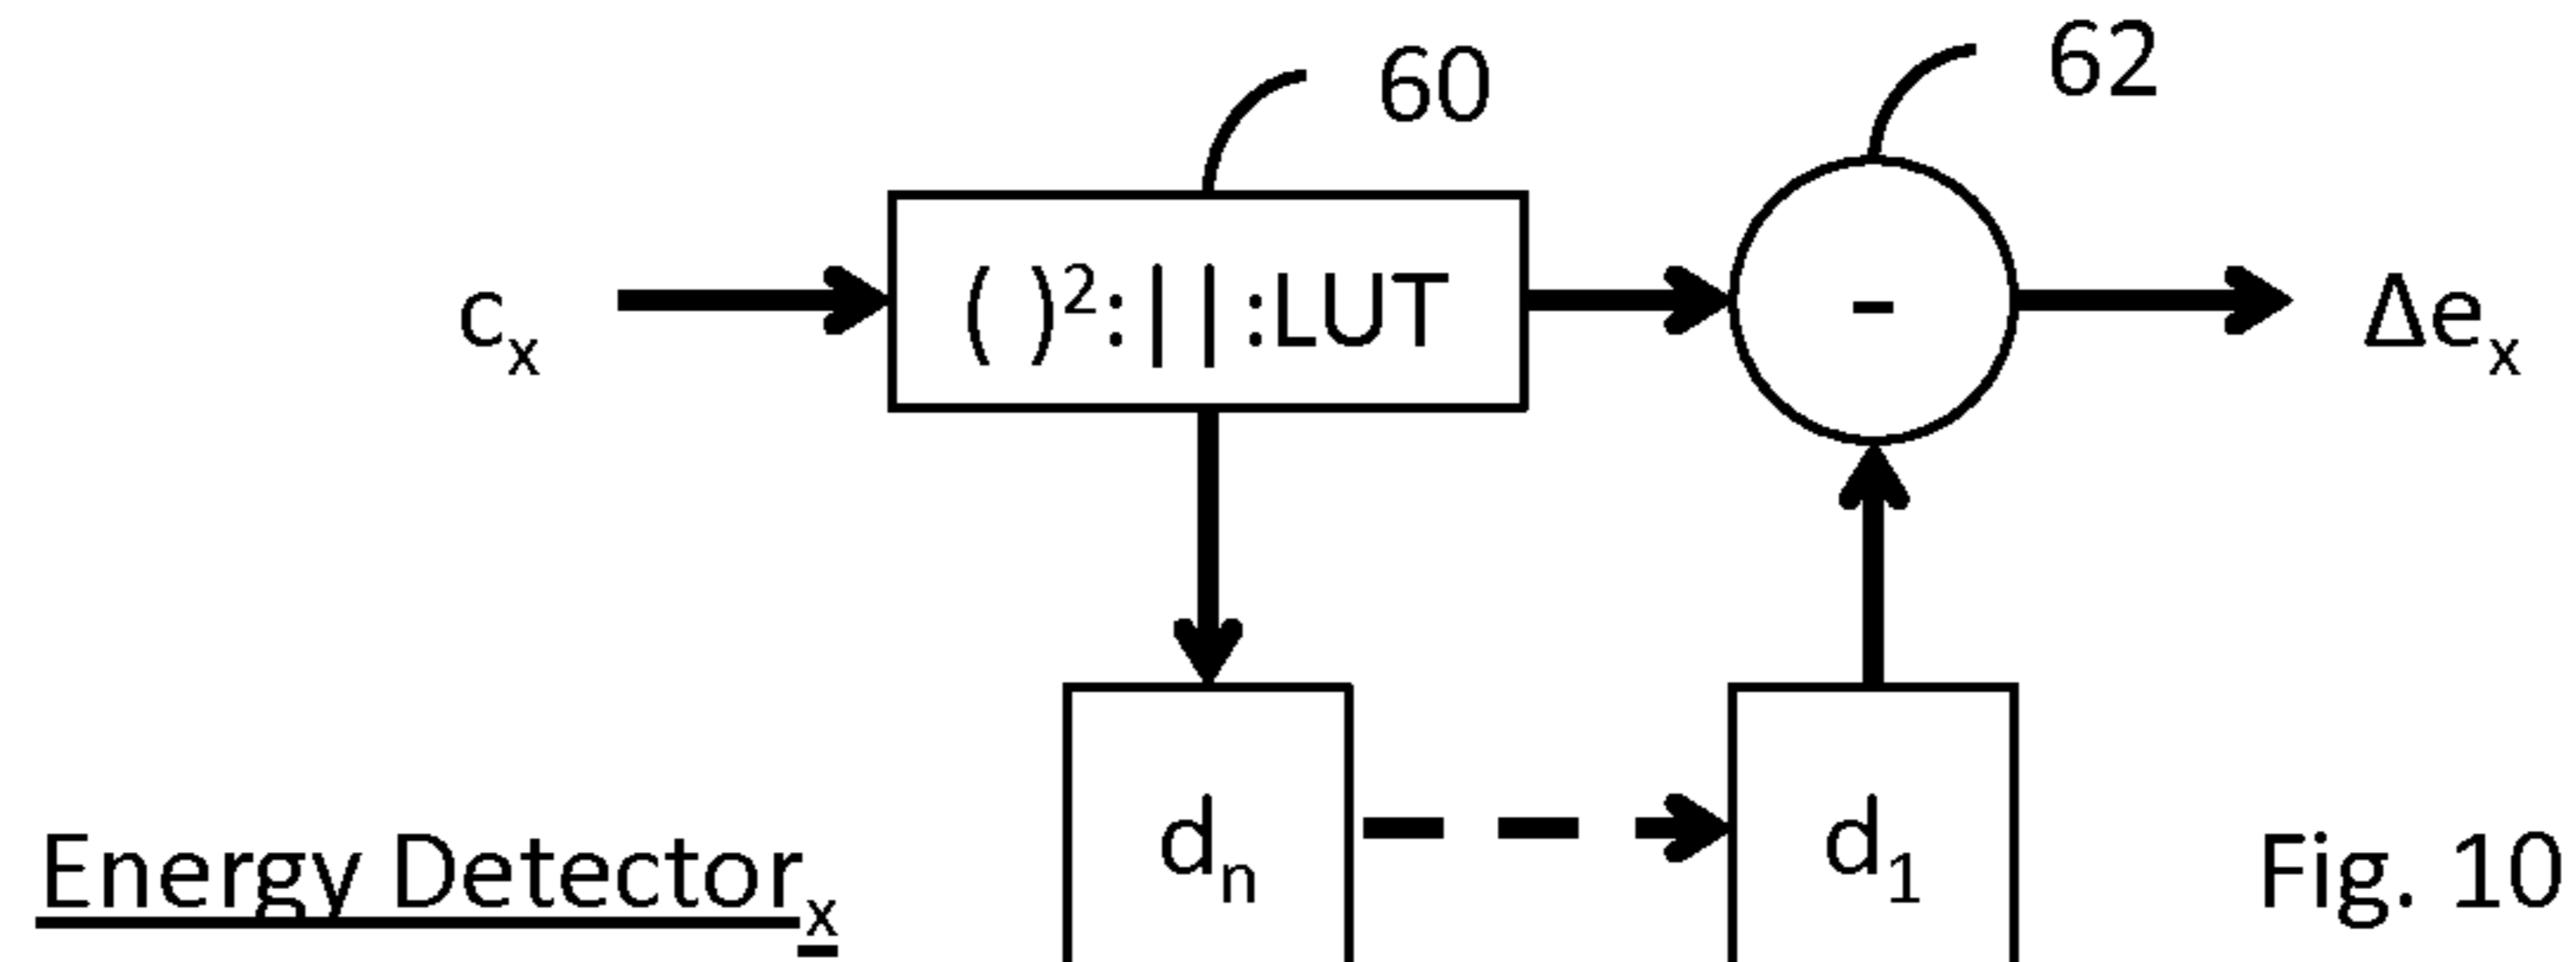 60
62
cₓ
( )²:| |:LUT
-
Δeₓ
Energy Detectorₓ
dₙ
d₁
Fig. 10